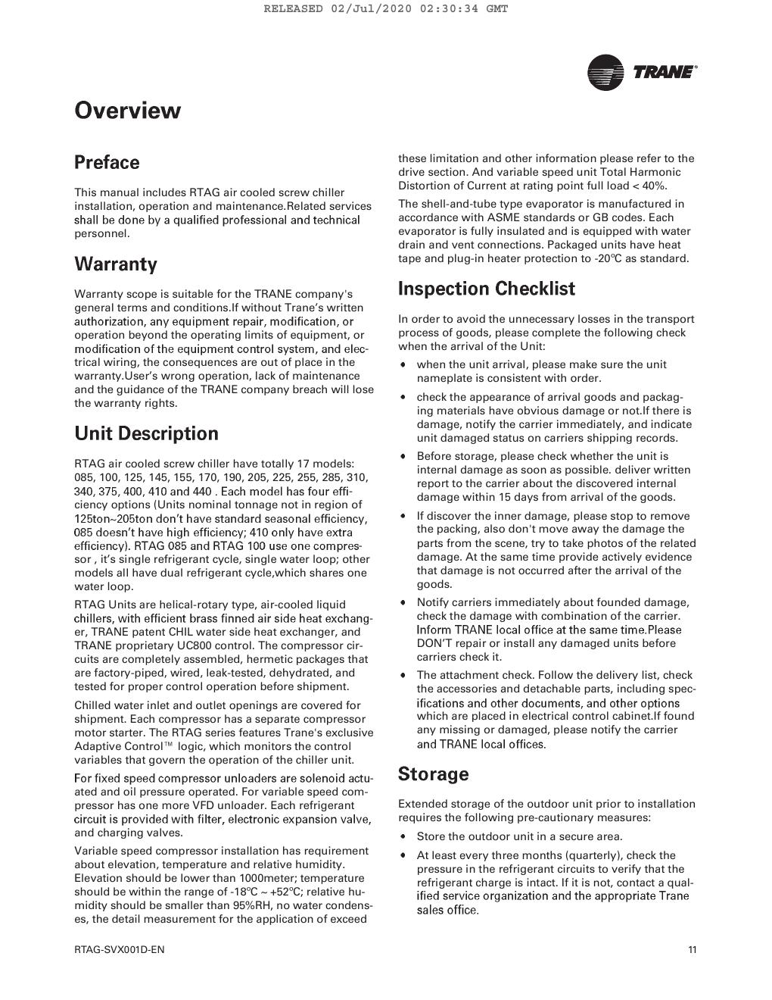 RELEASED 02/Jul/2020 02:30:34 GMT
TRANE®
Overview
Preface
This manual includes RTAG air cooled screw chiller
installation, operation and maintenance.Related services
shall be done by a qualified professional and technical
personnel.
Warranty
Warranty scope is suitable for the TRANE company's
general terms and conditions.If without Trane’s written
authorization, any equipment repair, modification, or
operation beyond the operating limits of equipment, or
modification of the equipment control system, and elec-
trical wiring, the consequences are out of place in the
warranty.User’s wrong operation, lack of maintenance
and the guidance of the TRANE company breach will lose
the warranty rights.
Unit Description
RTAG air cooled screw chiller have totally 17 models:
085, 100, 125, 145, 155, 170, 190, 205, 225, 255, 285, 310,
340, 375, 400, 410 and 440 . Each model has four effi-
ciency options (Units nominal tonnage not in region of
125ton~205ton don’t have standard seasonal efficiency,
085 doesn’t have high efficiency; 410 only have extra
efficiency). RTAG 085 and RTAG 100 use one compres-
sor , it’s single refrigerant cycle, single water loop; other
models all have dual refrigerant cycle,which shares one
water loop.
RTAG Units are helical-rotary type, air-cooled liquid
chillers, with efficient brass finned air side heat exchang-
er, TRANE patent CHIL water side heat exchanger, and
TRANE proprietary UC800 control. The compressor cir-
cuits are completely assembled, hermetic packages that
are factory-piped, wired, leak-tested, dehydrated, and
tested for proper control operation before shipment.
Chilled water inlet and outlet openings are covered for
shipment. Each compressor has a separate compressor
motor starter. The RTAG series features Trane's exclusive
Adaptive Control™ logic, which monitors the control
variables that govern the operation of the chiller unit.
For fixed speed compressor unloaders are solenoid actu-
ated and oil pressure operated. For variable speed com-
pressor has one more VFD unloader. Each refrigerant
circuit is provided with filter, electronic expansion valve,
and charging valves.
Variable speed compressor installation has requirement
about elevation, temperature and relative humidity.
Elevation should be lower than 1000meter; temperature
should be within the range of -18ºC ~ +52ºC; relative hu-
midity should be smaller than 95%RH, no water condens-
es, the detail measurement for the application of exceed
these limitation and other information please refer to the
drive section. And variable speed unit Total Harmonic
Distortion of Current at rating point full load < 40%.
The shell-and-tube type evaporator is manufactured in
accordance with ASME standards or GB codes. Each
evaporator is fully insulated and is equipped with water
drain and vent connections. Packaged units have heat
tape and plug-in heater protection to -20ºC as standard.
Inspection Checklist
In order to avoid the unnecessary losses in the transport
process of goods, please complete the following check
when the arrival of the Unit:
• when the unit arrival, please make sure the unit
nameplate is consistent with order.
• check the appearance of arrival goods and packag-
ing materials have obvious damage or not.If there is
damage, notify the carrier immediately, and indicate
unit damaged status on carriers shipping records.
• Before storage, please check whether the unit is
internal damage as soon as possible. deliver written
report to the carrier about the discovered internal
damage within 15 days from arrival of the goods.
• If discover the inner damage, please stop to remove
the packing, also don't move away the damage the
parts from the scene, try to take photos of the related
damage. At the same time provide actively evidence
that damage is not occurred after the arrival of the
goods.
• Notify carriers immediately about founded damage,
check the damage with combination of the carrier.
Inform TRANE local office at the same time.Please
DON’T repair or install any damaged units before
carriers check it.
• The attachment check. Follow the delivery list, check
the accessories and detachable parts, including spec-
ifications and other documents, and other options
which are placed in electrical control cabinet.If found
any missing or damaged, please notify the carrier
and TRANE local offices.
Storage
Extended storage of the outdoor unit prior to installation
requires the following pre-cautionary measures:
• Store the outdoor unit in a secure area.
• At least every three months (quarterly), check the
pressure in the refrigerant circuits to verify that the
refrigerant charge is intact. If it is not, contact a qual-
ified service organization and the appropriate Trane
sales office.
RTAG-SVX001D-EN
11